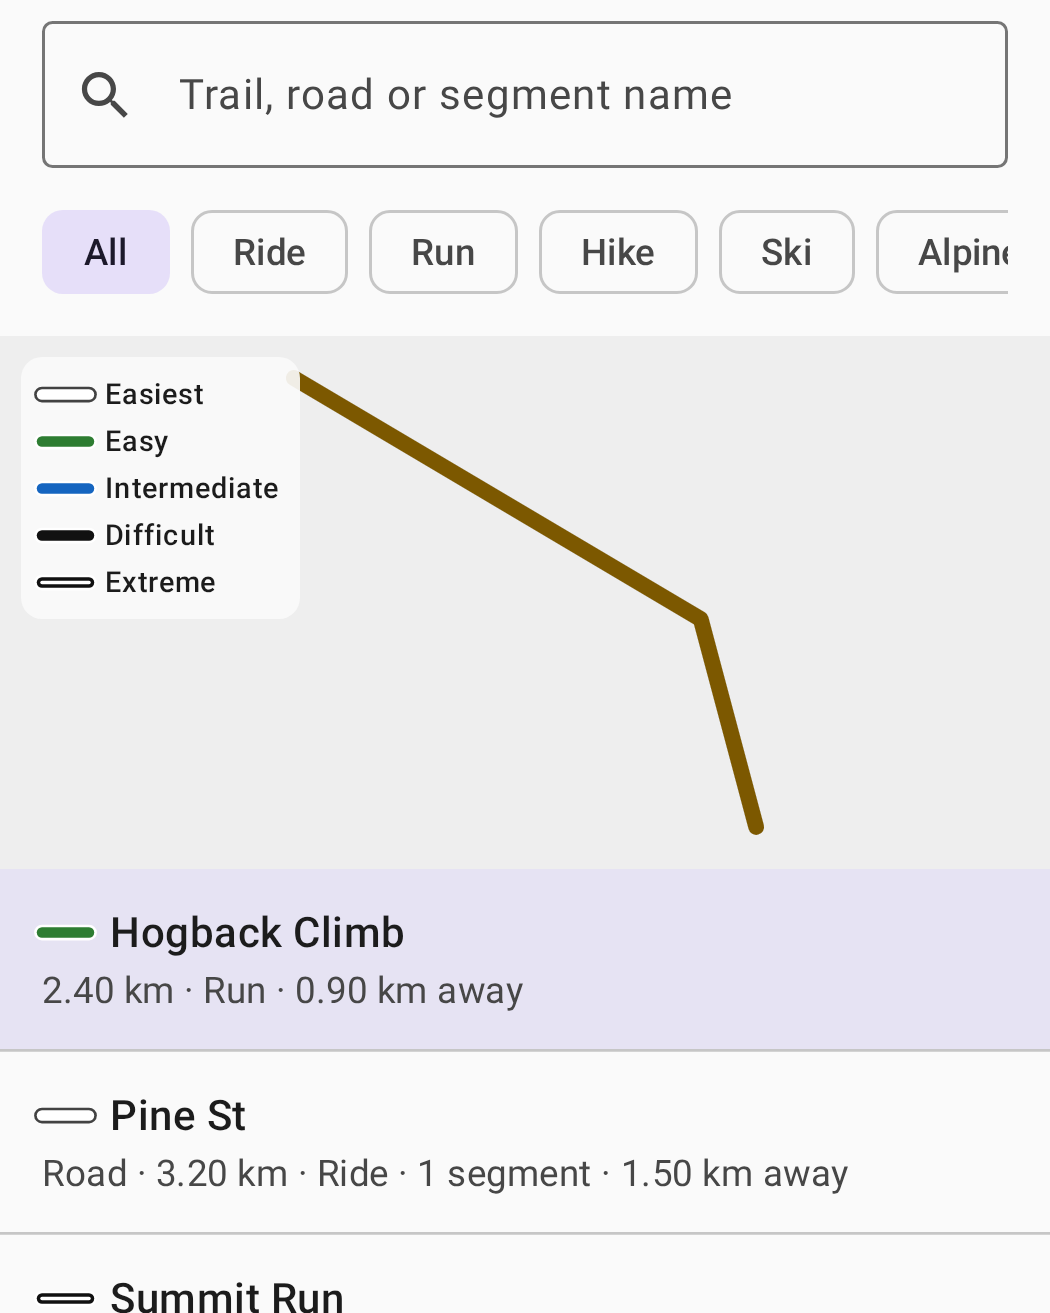 Trail, road or segment name
All Ride Run Hike Ski Alpine
Easiest
Easy
Intermediate
Difficult
Extreme
Hogback Climb
2.40 km · Run · 0.90 km away
Pine St
Road · 3.20 km · Ride · 1 segment · 1.50 km away
Summit Run